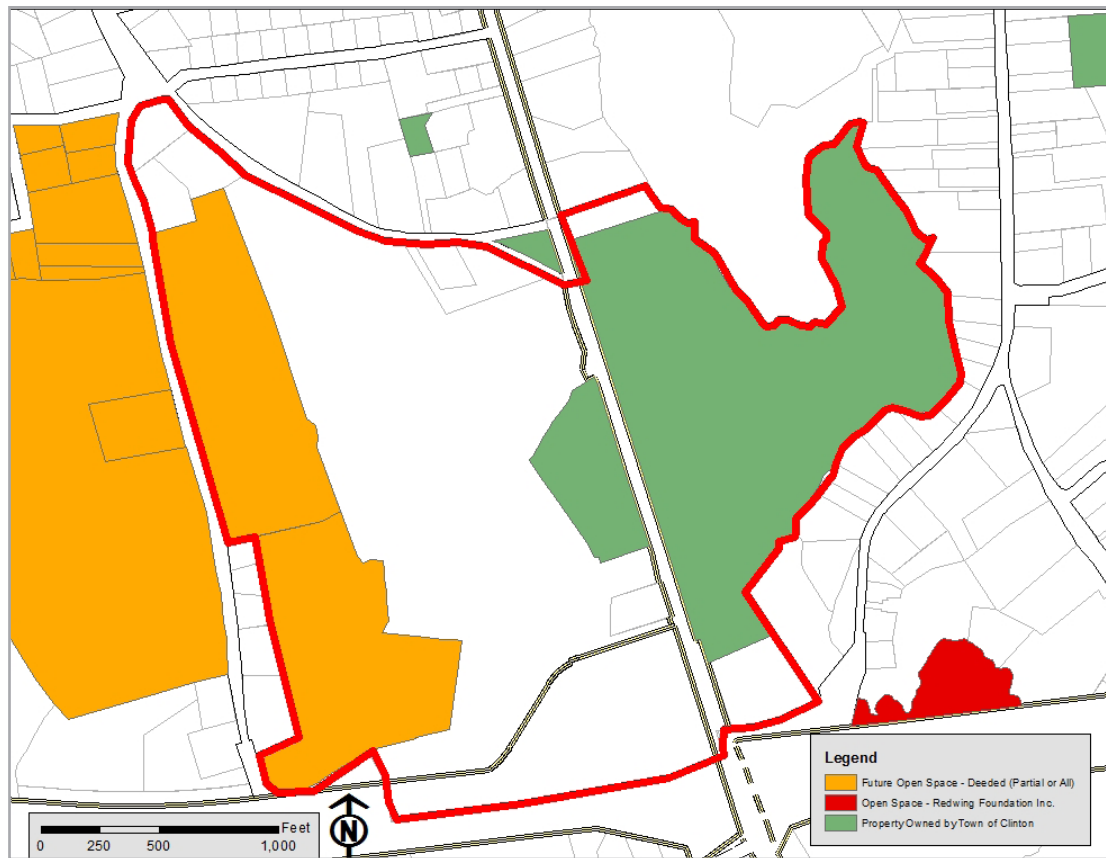 Legend
Future Open Space - Deeded (Partial or All)
Open Space - Redwing Foundation Inc.
Property Owned by Town of Clinton
Feet
0 250 500 1,000
N